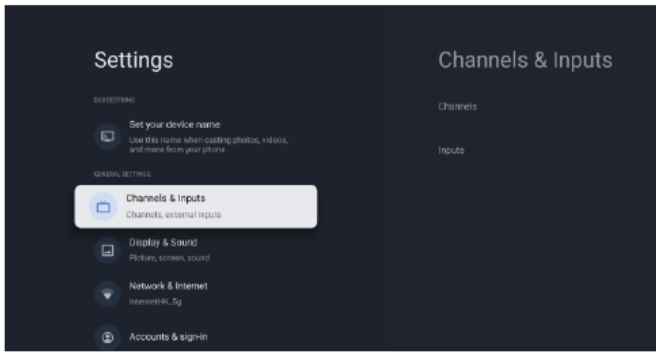 Settings
SUGGESTIONS
Set your device name
Use this name when casting photos, videos,
and more from your phone
GENERAL SETTINGS
Channels & Inputs
Channels, external inputs
Display & Sound
Picture, screen, sound
Network & Internet
InternetHK_5g
Accounts & sign-in
Channels & Inputs
Channels
Inputs